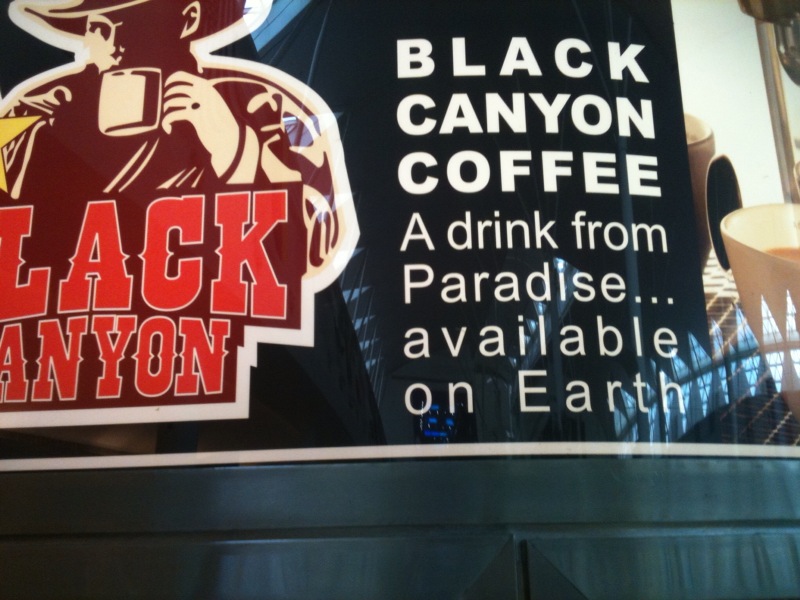 LACK
ANYON
BLACK
CANYON
COFFEE
A drink from
Paradise...
available
on Earth